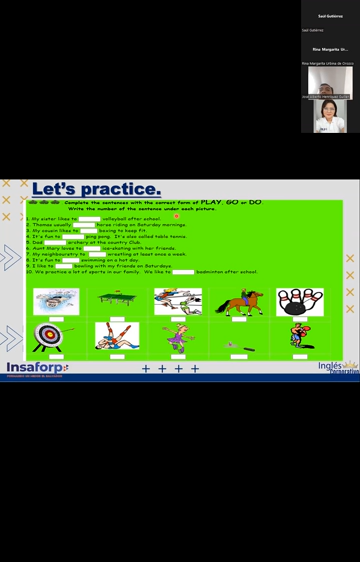 Saúl Gutiérrez
Saúl Gutiérrez
Rina Margarita Ur...
Rina Margarita Urbina de Orozco
Let's practice.
Complete the sentences with the correct form of PLAY, GO or DO
Write the number of the sentence under each picture.
1. My sister likes to volleyball after school.
2. Thomas usually horse riding on Saturday mornings.
3. My cousin likes to boxing to keep fit.
4. It's fun to ping pong. It's also called table tennis.
5. Dad archery at the country Club.
6. Aunt Mary loves to ice-skating with her friends.
7. My neighbours try to wrestling at least once a week.
8. It's fun to swimming on a hot day.
9. I like to bowling with my friends on Saturdays.
10. We practice a lot of sports in our family. We like to badminton after school.
Insaforp
Inglés